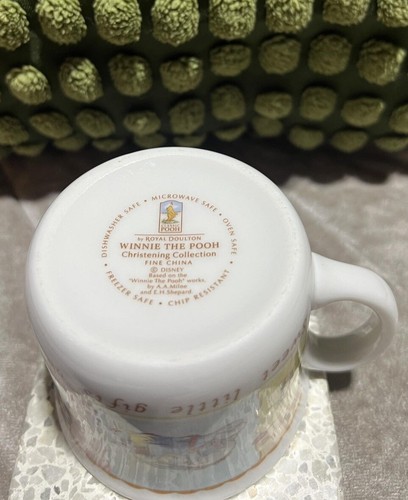 DISHWASHER SAFE • MICROWAVE SAFE • OVEN SAFE •
FREEZER SAFE • CHIP RESISTANT •
POOH
by ROYAL DOULTON
WINNIE THE POOH
Christening Collection
FINE CHINA
© DISNEY
Based on the
"Winnie The Pooh" works,
by A.A.Milne
and E.H.Shepard.
little